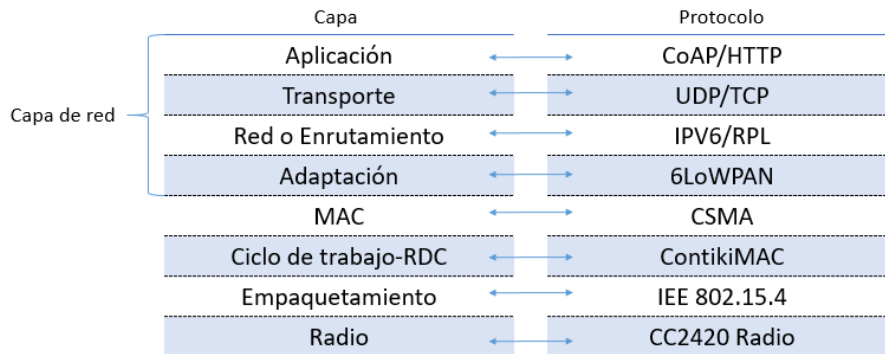 Capa Protocolo
Aplicación CoAP/HTTP
Transporte UDP/TCP
Capa de red
Red o Enrutamiento IPV6/RPL
Adaptación 6LoWPAN
MAC CSMA
Ciclo de trabajo-RDC ContikiMAC
Empaquetamiento IEE 802.15.4
Radio CC2420 Radio